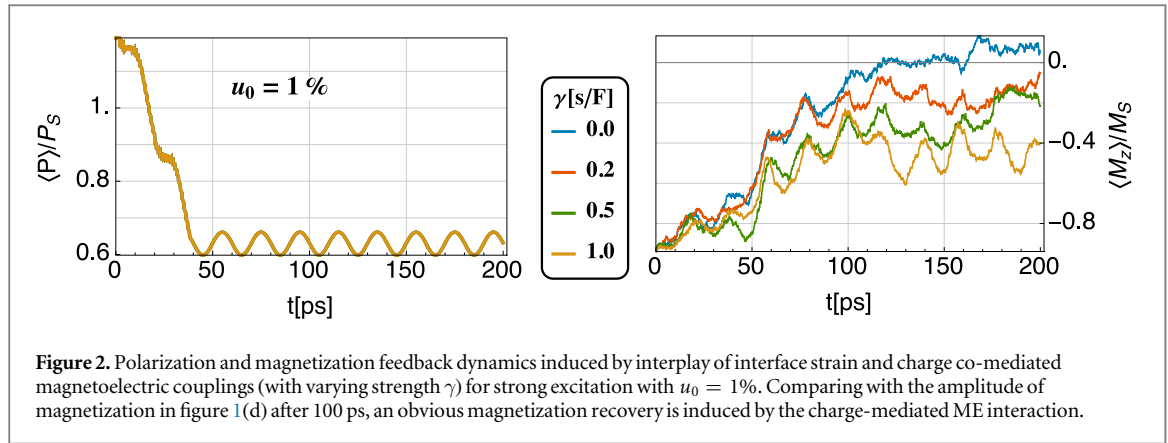 ⟨P⟩/P_S
1.
0.8
0.6
0
50
100
150
200
t[ps]
u₀ = 1 %
γ[s/F]
0.0
0.2
0.5
1.0
0.
−0.4
−0.8
⟨M_z⟩/M_S
0
50
100
150
200
t[ps]
Figure 2. Polarization and magnetization feedback dynamics induced by interplay of interface strain and charge co-mediated
magnetoelectric couplings (with varying strength γ) for strong excitation with u₀ = 1%. Comparing with the amplitude of
magnetization in figure 1(d) after 100 ps, an obvious magnetization recovery is induced by the charge-mediated ME interaction.